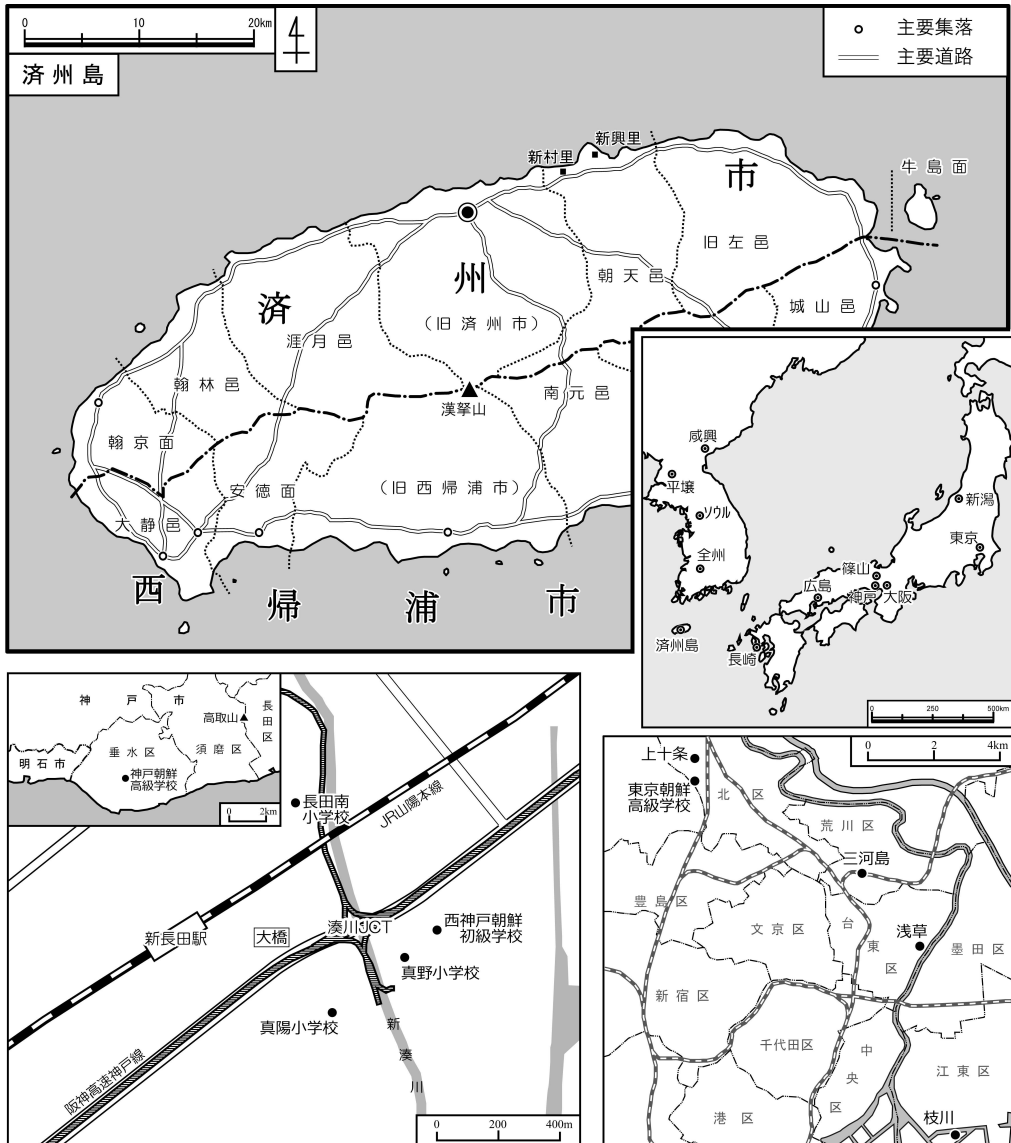 0 10 20km
済州島
主要集落
主要道路
新興里
新村里
市
牛島面
旧左邑
州
朝天邑
済
城山邑
(旧済州市)
涯月邑
翰林邑
漢拏山
南元邑
翰京面
安徳面
(旧西帰浦市)
大静邑
西
帰
浦
市
咸興
平壌
ソウル
新潟
東京
全州
篠山
広島
神戸
大阪
済州島
長崎
0 250 500km
神戸市
高取山
長田区
垂水区
須磨区
明石市
神戸朝鮮
高級学校
0 2km
長田南
小学校
JR山陽本線
湊川JCT
西神戸朝鮮
初級学校
新長田駅
大橋
真野小学校
真陽小学校
新湊川
阪神高速神戸線
0 200 400m
0 2 4km
上十条
東京朝鮮
高級学校
北区
荒川区
三河島
豊島区
文京区
台東区
浅草
墨田区
新宿区
千代田区
中央区
江東区
港区
枝川